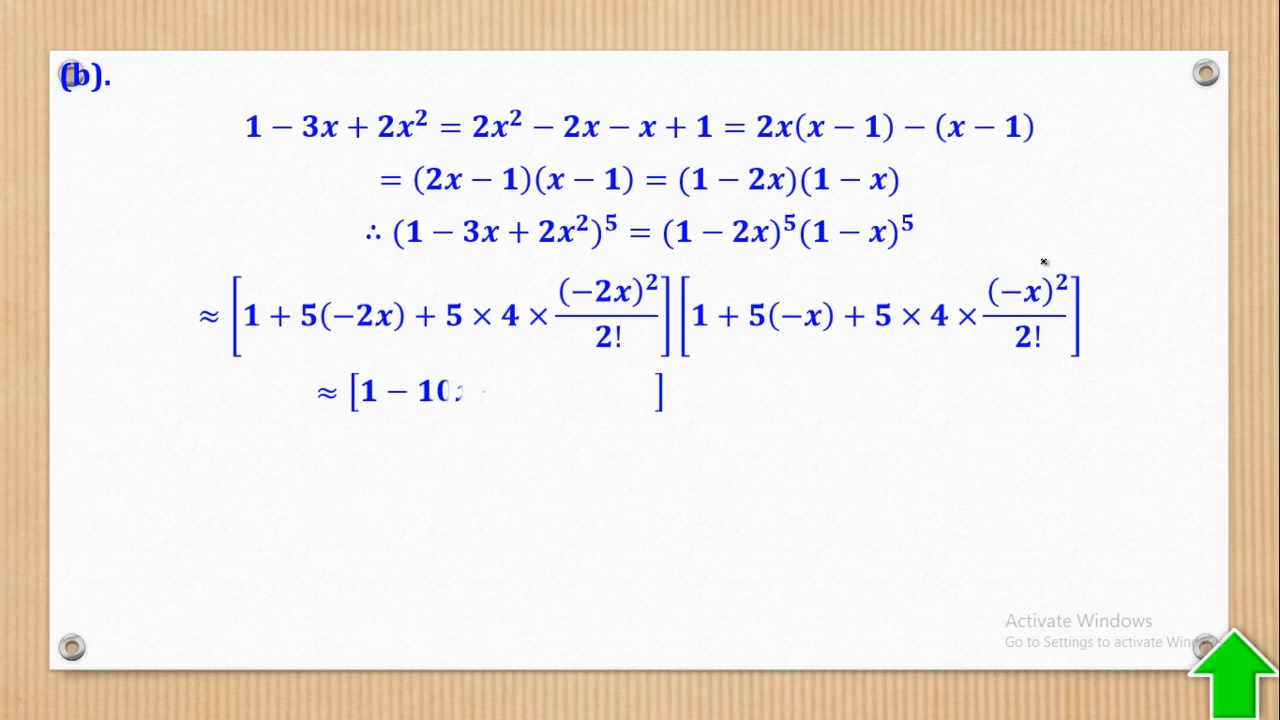 (b).
1 − 3x + 2x² = 2x² − 2x − x + 1 = 2x(x − 1) − (x − 1)
= (2x − 1)(x − 1) = (1 − 2x)(1 − x)
∴ (1 − 3x + 2x²)⁵ = (1 − 2x)⁵(1 − x)⁵
≈ [1 + 5(−2x) + 5 × 4 × (−2x)²/2!][1 + 5(−x) + 5 × 4 × (−x)²/2!]
≈ [1 − 10 ]
Activate Windows
Go to Settings to activate Windows